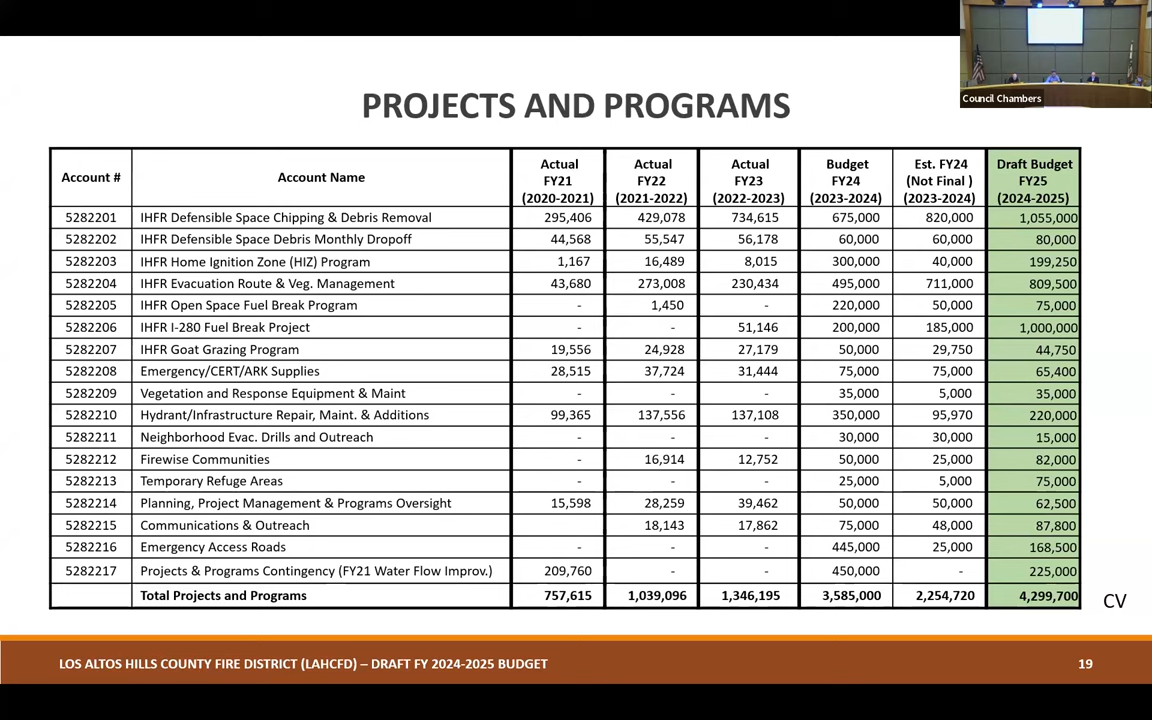 Council Chambers
PROJECTS AND PROGRAMS
Account # Account Name Actual FY21 (2020-2021) Actual FY22 (2021-2022) Actual FY23 (2022-2023) Budget FY24 (2023-2024) Est. FY24 (Not Final ) (2023-2024) Draft Budget FY25 (2024-2025)
5282201 IHFR Defensible Space Chipping & Debris Removal 295,406 429,078 734,615 675,000 820,000 1,055,000
5282202 IHFR Defensible Space Debris Monthly Dropoff 44,568 55,547 56,178 60,000 60,000 80,000
5282203 IHFR Home Ignition Zone (HIZ) Program 1,167 16,489 8,015 300,000 40,000 199,250
5282204 IHFR Evacuation Route & Veg. Management 43,680 273,008 230,434 495,000 711,000 809,500
5282205 IHFR Open Space Fuel Break Program - 1,450 - 220,000 50,000 75,000
5282206 IHFR I-280 Fuel Break Project - - 51,146 200,000 185,000 1,000,000
5282207 IHFR Goat Grazing Program 19,556 24,928 27,179 50,000 29,750 44,750
5282208 Emergency/CERT/ARK Supplies 28,515 37,724 31,444 75,000 75,000 65,400
5282209 Vegetation and Response Equipment & Maint - - - 35,000 5,000 35,000
5282210 Hydrant/Infrastructure Repair, Maint. & Additions 99,365 137,556 137,108 350,000 95,970 220,000
5282211 Neighborhood Evac. Drills and Outreach - - - 30,000 30,000 15,000
5282212 Firewise Communities - 16,914 12,752 50,000 25,000 82,000
5282213 Temporary Refuge Areas - - - 25,000 5,000 75,000
5282214 Planning, Project Management & Programs Oversight 15,598 28,259 39,462 50,000 50,000 62,500
5282215 Communications & Outreach 18,143 17,862 75,000 48,000 87,800
5282216 Emergency Access Roads - - - 445,000 25,000 168,500
5282217 Projects & Programs Contingency (FY21 Water Flow Improv.) 209,760 - - 450,000 - 225,000
Total Projects and Programs 757,615 1,039,096 1,346,195 3,585,000 2,254,720 4,299,700
CV
LOS ALTOS HILLS COUNTY FIRE DISTRICT (LAHCFD) – DRAFT FY 2024-2025 BUDGET
19